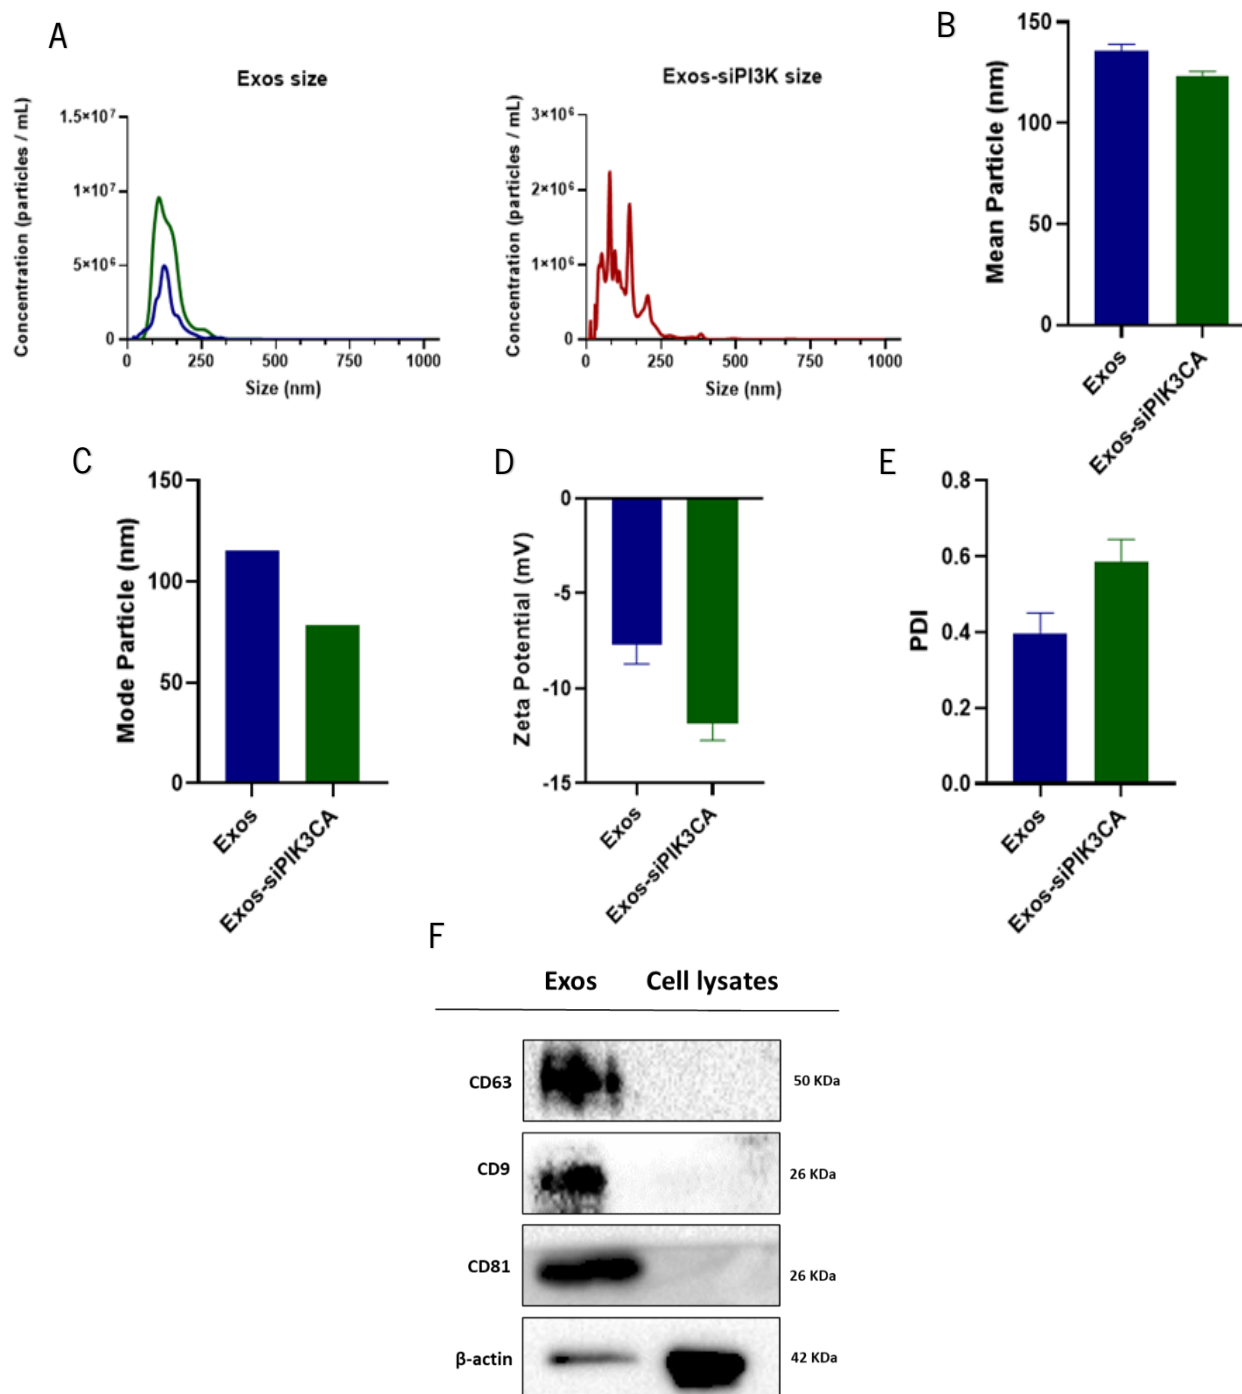 A
Exos size
Concentration (particles / mL)
1.5×10⁷
1×10⁷
5×10⁶
0
0 250 500 750 1000
Size (nm)
Exos-siPI3K size
Concentration (particles / mL)
3×10⁶
2×10⁶
1×10⁶
0
0 250 500 750 1000
Size (nm)
B
Mean Particle (nm)
150
100
50
0
Exos
Exos-siPIK3CA
C
Mode Particle (nm)
150
100
50
0
Exos
Exos-siPIK3CA
D
Zeta Potential (mV)
0
-5
-10
-15
Exos
Exos-siPIK3CA
E
PDI
0.8
0.6
0.4
0.2
0.0
Exos
Exos-siPIK3CA
F
Exos Cell lysates
CD63 50 KDa
CD9 26 KDa
CD81 26 KDa
β-actin 42 KDa